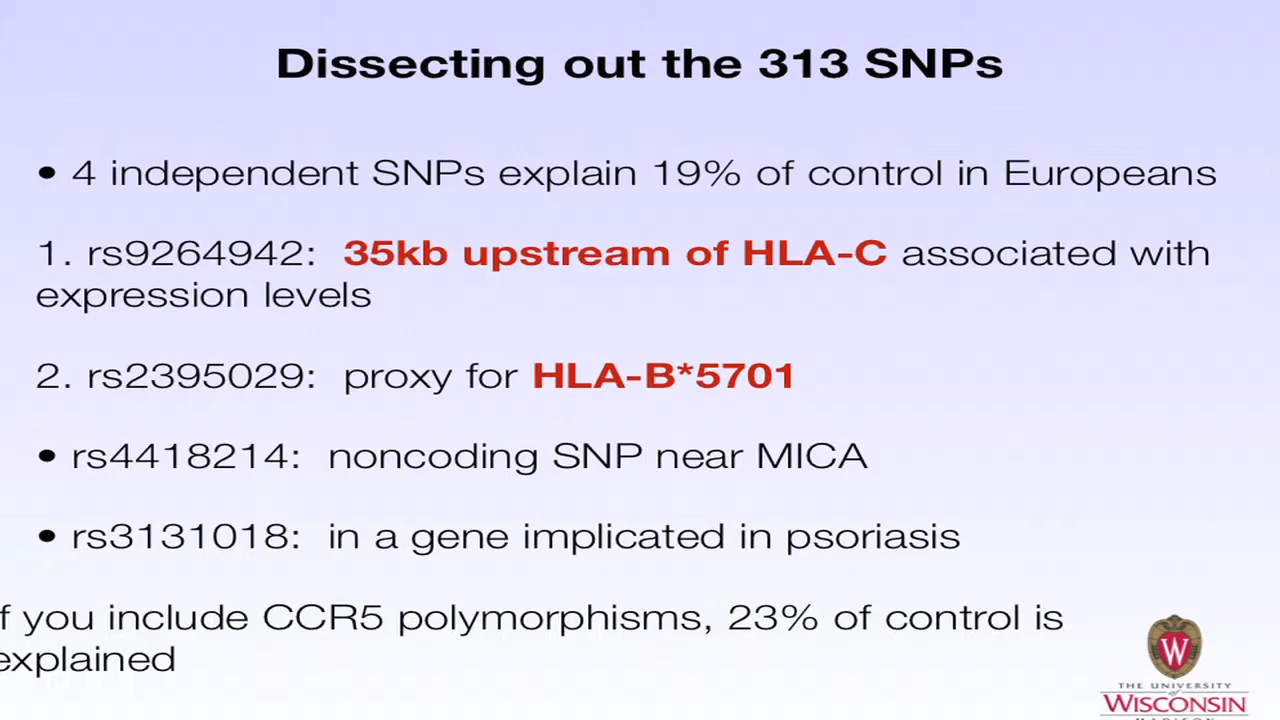 Dissecting out the 313 SNPs
• 4 independent SNPs explain 19% of control in Europeans
1. rs9264942: 35kb upstream of HLA-C associated with
expression levels
2. rs2395029: proxy for HLA-B*5701
• rs4418214: noncoding SNP near MICA
• rs3131018: in a gene implicated in psoriasis
f you include CCR5 polymorphisms, 23% of control is
explained
W
THE UNIVERSITY
of
WISCONSIN
MADISON